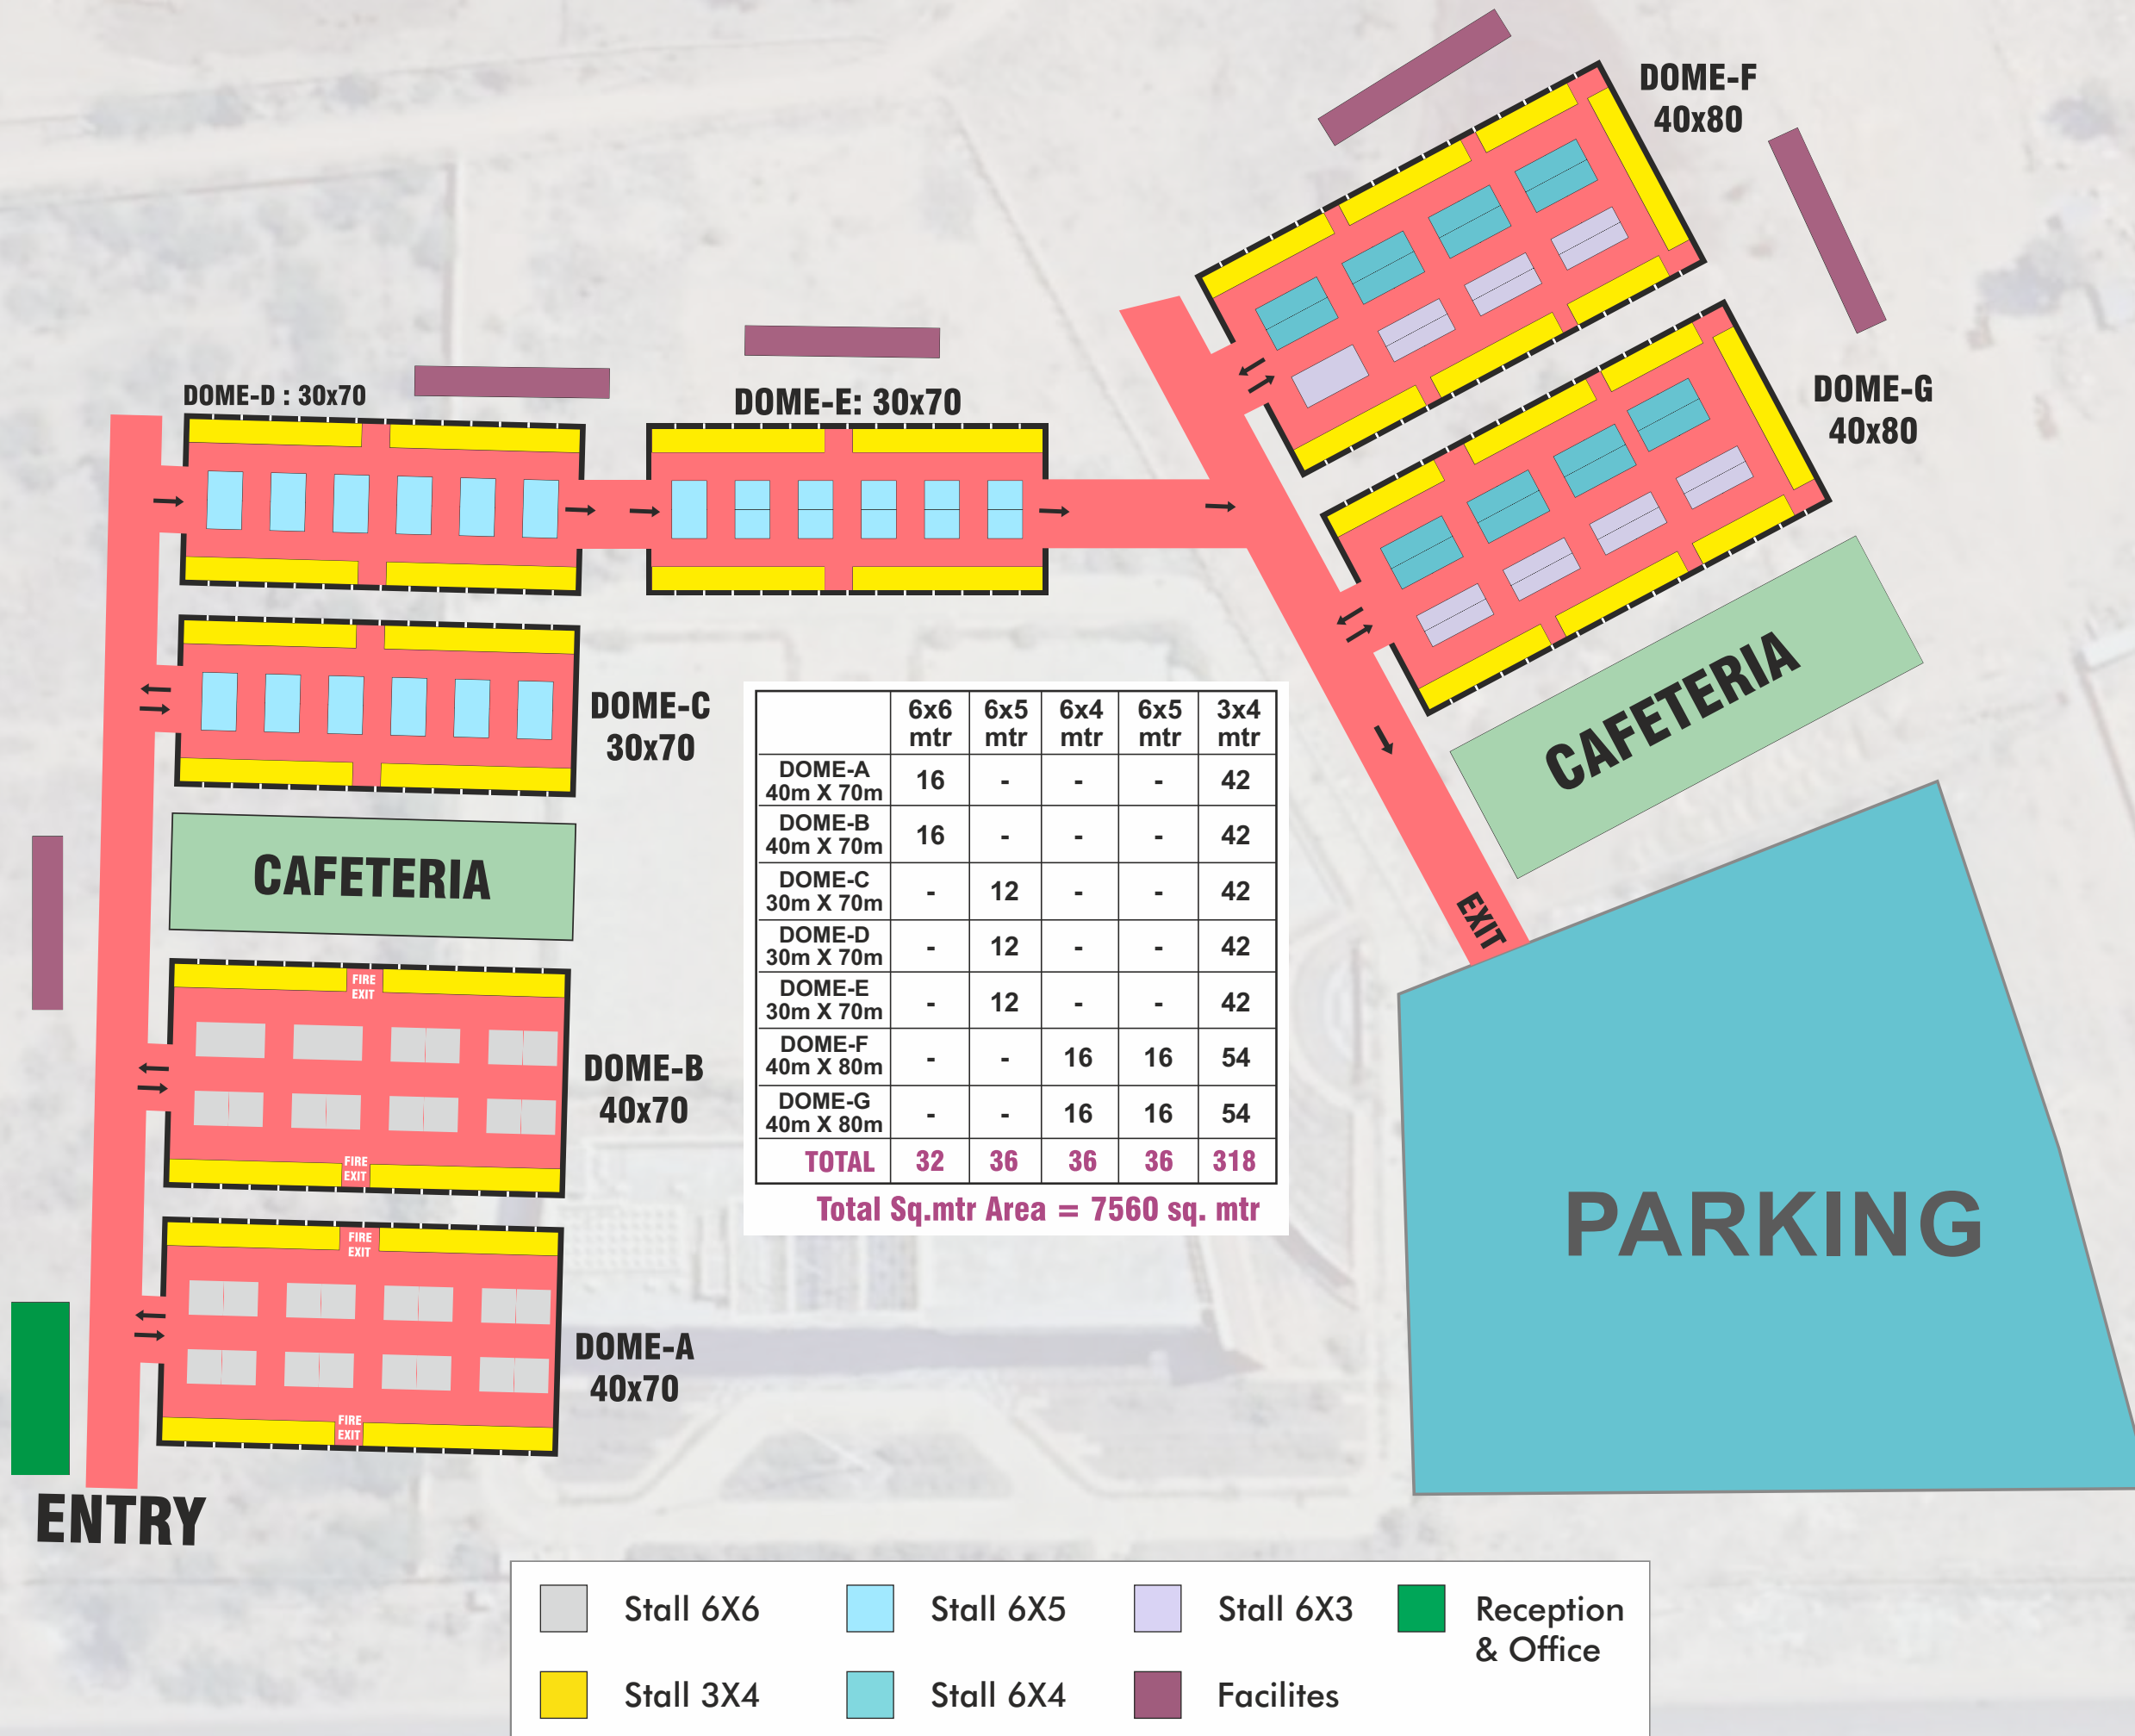 DOME-F
40x80
DOME-G
40x80
DOME-D : 30x70
DOME-E: 30x70
DOME-C
30x70
CAFETERIA
CAFETERIA
EXIT
6x6 mtr 6x5 mtr 6x4 mtr 6x5 mtr 3x4 mtr
DOME-A 40m X 70m 16 - - - 42
DOME-B 40m X 70m 16 - - - 42
DOME-C 30m X 70m - 12 - - 42
DOME-D 30m X 70m - 12 - - 42
DOME-E 30m X 70m - 12 - - 42
DOME-F 40m X 80m - - 16 16 54
DOME-G 40m X 80m - - 16 16 54
TOTAL 32 36 36 36 318
Total Sq.mtr Area = 7560 sq. mtr
FIRE
EXIT
DOME-B
40x70
FIRE
EXIT
FIRE
EXIT
DOME-A
40x70
FIRE
EXIT
PARKING
ENTRY
Stall 6X6
Stall 6X5
Stall 6X3
Reception
& Office
Stall 3X4
Stall 6X4
Facilites